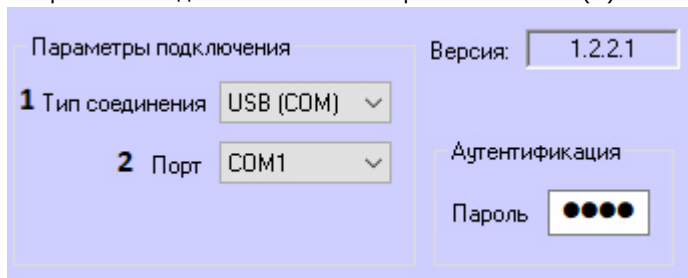 Параметры подключения
Версия: 1.2.2.1
1 Тип соединения USB (COM)
2 Порт COM1
Аутентификация
Пароль ●●●●